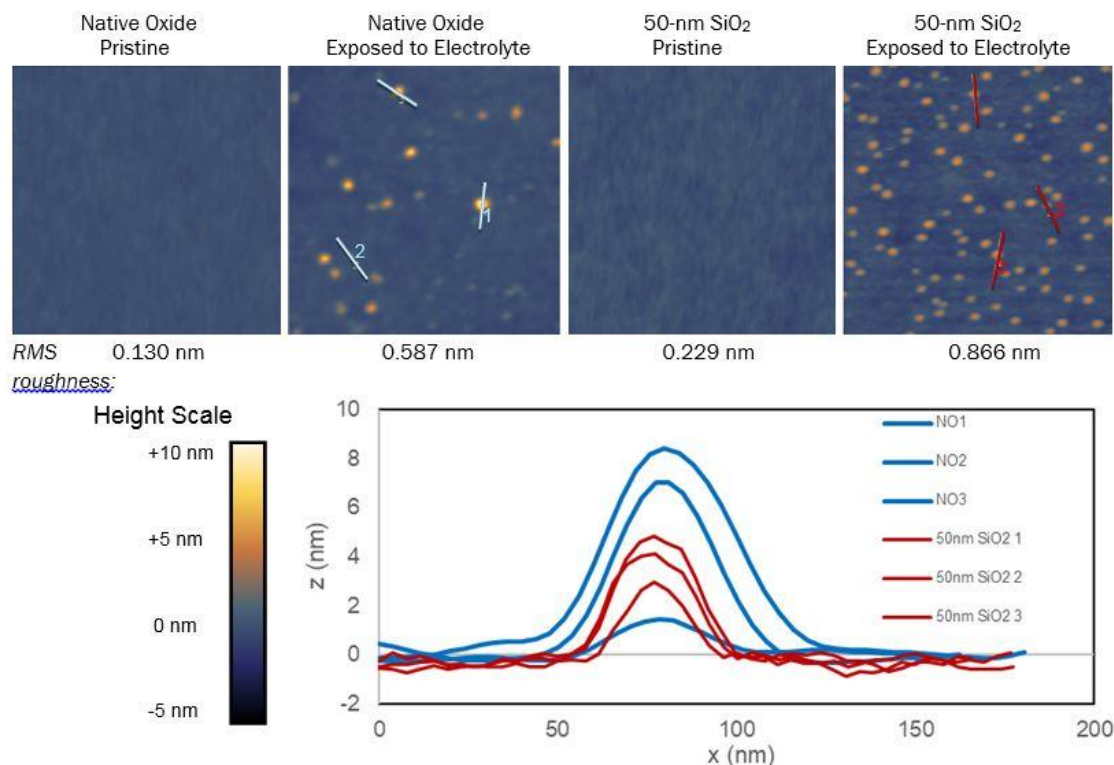 Native Oxide
Pristine
Native Oxide
Exposed to Electrolyte
50-nm SiO₂
Pristine
50-nm SiO₂
Exposed to Electrolyte
1
2
RMS
roughness:
0.130 nm
0.587 nm
0.229 nm
0.866 nm
Height Scale
+10 nm
+5 nm
0 nm
-5 nm
z (nm)
10
8
6
4
2
0
-2
0
50
100
150
200
x (nm)
NO1
NO2
NO3
50nm SiO2 1
50nm SiO2 2
50nm SiO2 3